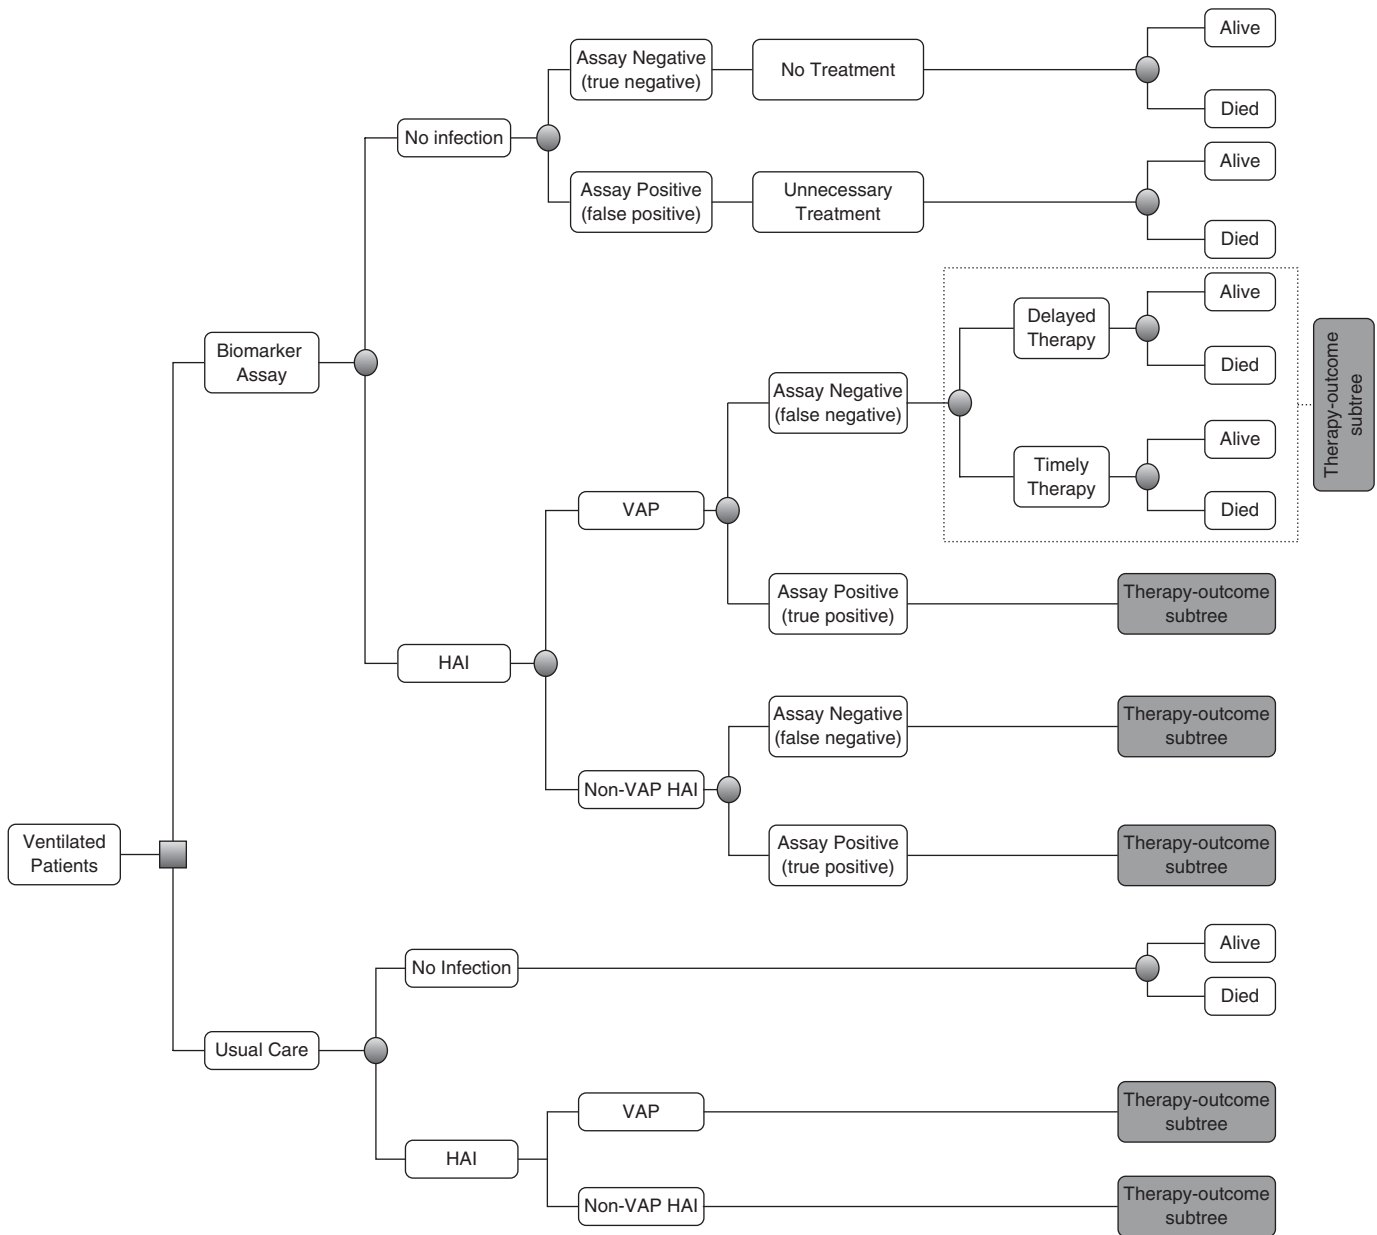 Alive
Assay Negative
(true negative)
No Treatment
Died
No infection
Alive
Assay Positive
(false positive)
Unnecessary
Treatment
Died
Alive
Delayed
Therapy
Biomarker
Assay
Died
Assay Negative
(false negative)
Therapy-outcome
subtree
Alive
Timely
Therapy
VAP
Died
Assay Positive
(true positive)
Therapy-outcome
subtree
HAI
Assay Negative
(false negative)
Therapy-outcome
subtree
Non-VAP HAI
Ventilated
Patients
Assay Positive
(true positive)
Therapy-outcome
subtree
Alive
No Infection
Died
Usual Care
VAP
Therapy-outcome
subtree
HAI
Non-VAP HAI
Therapy-outcome
subtree